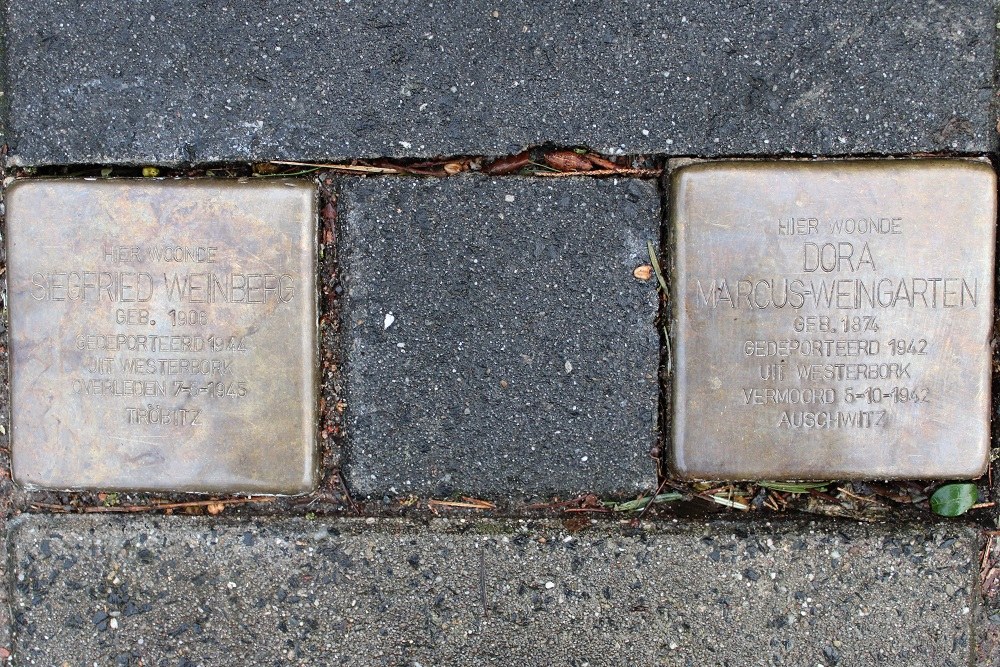 HIER WOONDE
SIEGFRIED WEINBERG
GEB. 1906
GEDEPORTEERD 1944
UIT WESTERBORK
OVERLEDEN
TRÖBITZ
HIER WOONDE
DORA
MARCUS-WEINGARTEN
GEB. 1874
GEDEPORTEERD 1942
UIT WESTERBORK
VERMOORD 5-10-1942
AUSCHWITZ